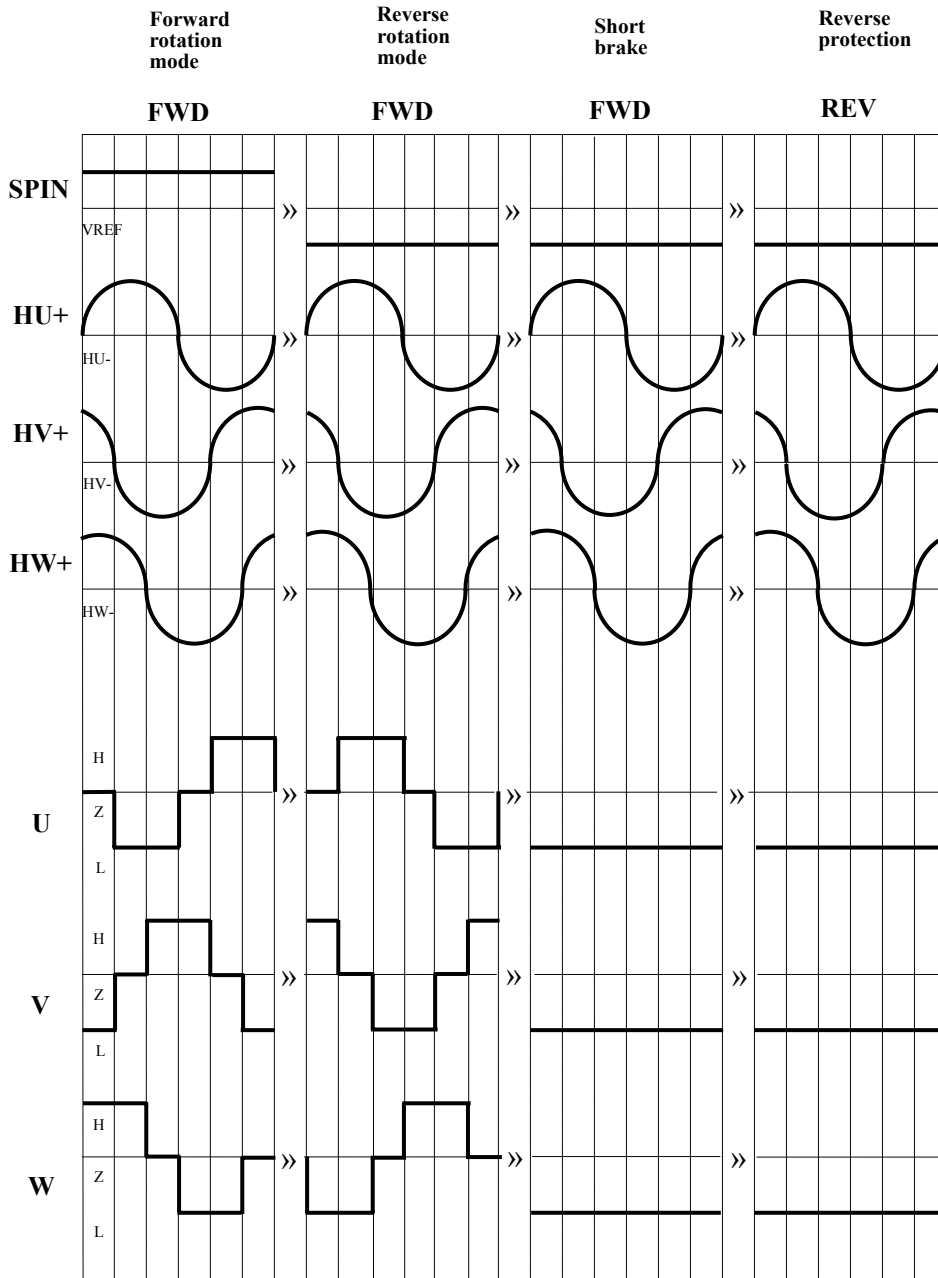 Forward
rotation
mode
Reverse
rotation
mode
Short
brake
Reverse
protection
FWD
FWD
FWD
REV
SPIN
VREF
»
»
»
HU+
HU-
»
»
»
HV+
HV-
»
»
»
HW+
HW-
»
»
»
H
U
Z
»
»
»
L
H
V
Z
»
»
»
L
H
W
Z
»
»
»
L